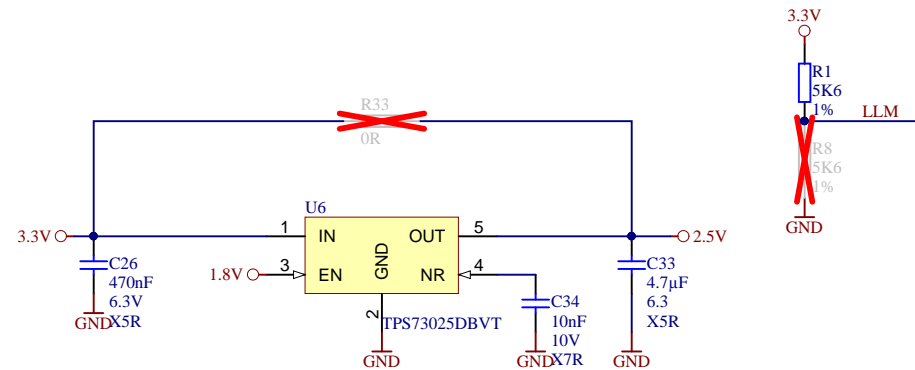 3.3V
R1
5K6
1%
LLM
R8
5K6
1%
GND
R33
0R
U6
3.3V
1
IN
OUT
5
2.5V
GND
1.8V
3
EN
NR
4
C26
470nF
6.3V
X5R
GND
2
TPS73025DBVT
GND
C34
10nF
10V
X7R
GND
C33
4.7µF
6.3
X5R
GND